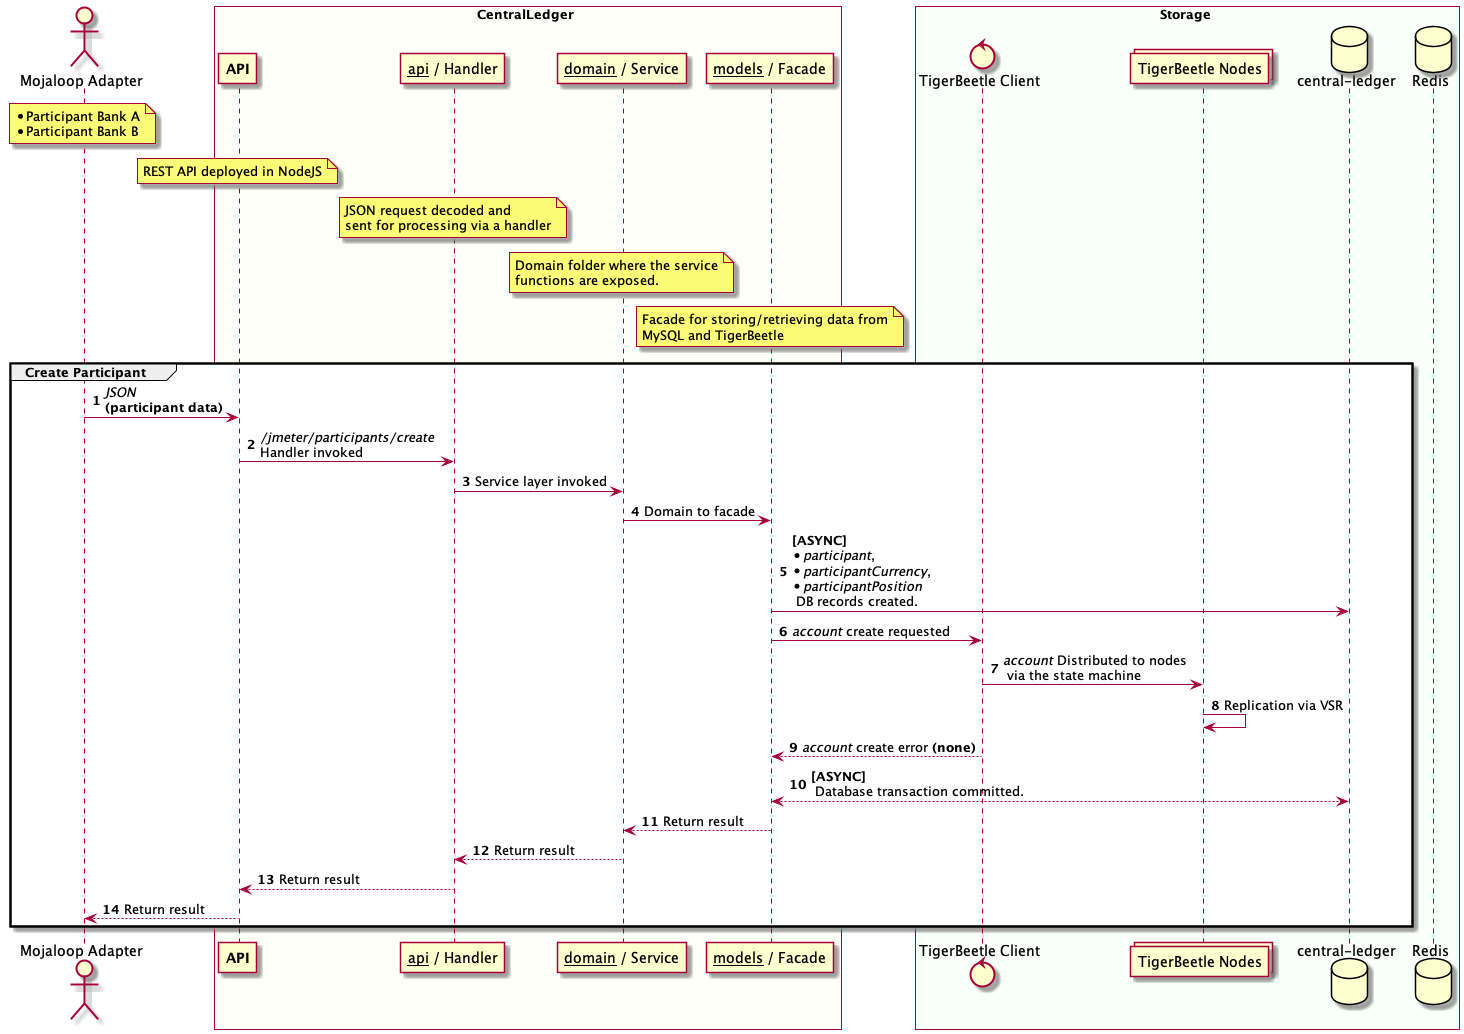 CentralLedger
Storage
Mojaloop Adapter
API
api / Handler
domain / Service
models / Facade
TigerBeetle Client
TigerBeetle Nodes
central-ledger
Redis
• Participant Bank A
• Participant Bank B
REST API deployed in NodeJS
JSON request decoded and
sent for processing via a handler
Domain folder where the service
functions are exposed.
Facade for storing/retrieving data from
MySQL and TigerBeetle
Create Participant
1 JSON
(participant data)
2 /jmeter/participants/create
Handler invoked
3 Service layer invoked
4 Domain to facade
[ASYNC]
• participant,
5 • participantCurrency,
• participantPosition
DB records created.
6 account create requested
7 account Distributed to nodes
via the state machine
8 Replication via VSR
9 account create error (none)
10 [ASYNC]
Database transaction committed.
11 Return result
12 Return result
13 Return result
14 Return result
Mojaloop Adapter
API
api / Handler
domain / Service
models / Facade
TigerBeetle Client
TigerBeetle Nodes
central-ledger
Redis